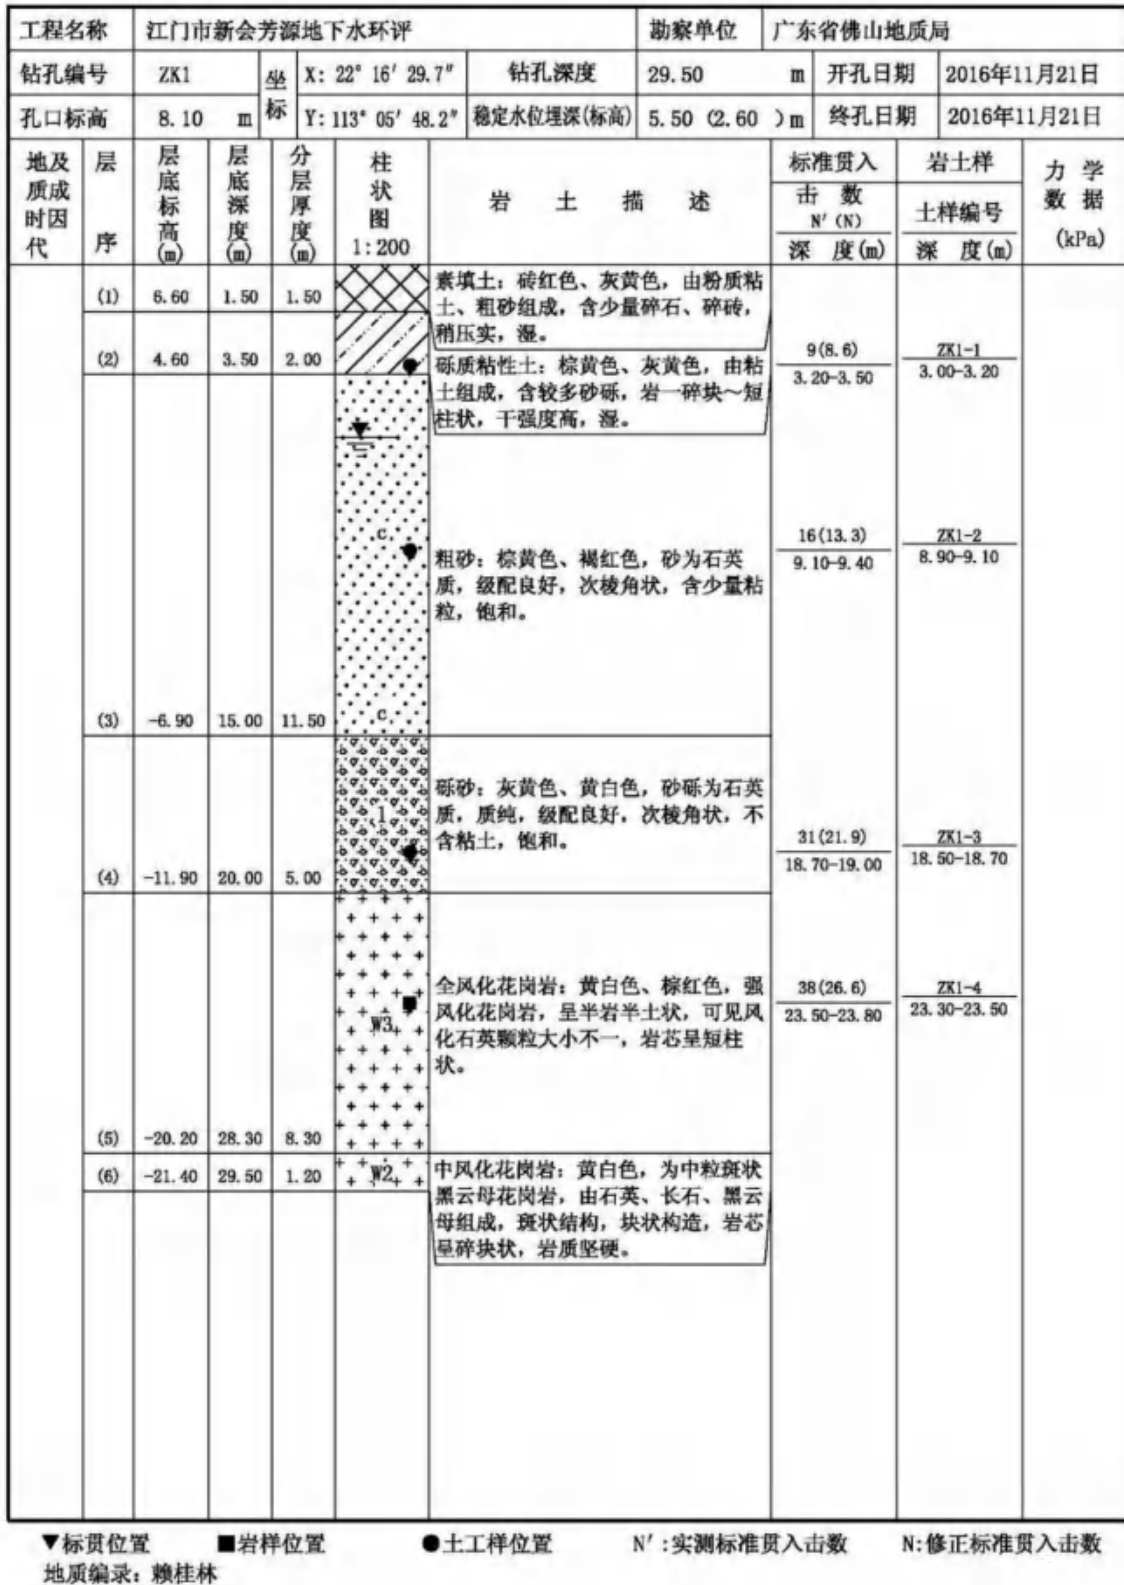 工程名称 江门市新会芳源地下水环评 勘察单位 广东省佛山地质局
钻孔编号 ZK1 坐标 X: 22° 16′ 29.7″ 钻孔深度 29.50 m 开孔日期 2016年11月21日
孔口标高 8.10 m Y: 113° 05′ 48.2″ 稳定水位埋深(标高) 5.50 (2.60 )m 终孔日期 2016年11月21日
地质时代及成因 层序 层底标高(m) 层底深度(m) 分层厚度(m) 柱状图 1:200 岩土描述 标准贯入 岩土样 力学数据(kPa)
击数 N′(N) 土样编号
深度(m) 深度(m)
(1) 6.60 1.50 1.50
素填土：砖红色、灰黄色，由粉质粘
土、粗砂组成，含少量碎石、碎砖，
稍压实，湿。
(2) 4.60 3.50 2.00
砾质粘性土：棕黄色、灰黄色，由粘
土组成，含较多砂砾，岩一碎块～短
柱状，干强度高，湿。
9(8.6) ZK1-1
3.20-3.50 3.00-3.20
c
粗砂：棕黄色、褐红色，砂为石英
质，级配良好，次棱角状，含少量粘
粒，饱和。
16(13.3) ZK1-2
9.10-9.40 8.90-9.10
(3) -6.90 15.00 11.50 c
砾砂：灰黄色、黄白色，砂砾为石英
质，质纯，级配良好，次棱角状，不
含粘土，饱和。
l
31(21.9) ZK1-3
18.70-19.00 18.50-18.70
(4) -11.90 20.00 5.00
全风化花岗岩：黄白色、棕红色，强
风化花岗岩，呈半岩半土状，可见风
化石英颗粒大小不一，岩芯呈短柱
状。
W3
38(26.6) ZK1-4
23.50-23.80 23.30-23.50
(5) -20.20 28.30 8.30
(6) -21.40 29.50 1.20 W2
中风化花岗岩：黄白色，为中粒斑状
黑云母花岗岩，由石英、长石、黑云
母组成，斑状结构，块状构造，岩芯
呈碎块状，岩质坚硬。
▼标贯位置 ■岩样位置 ●土工样位置 N′:实测标准贯入击数 N:修正标准贯入击数
地质编录：赖桂林